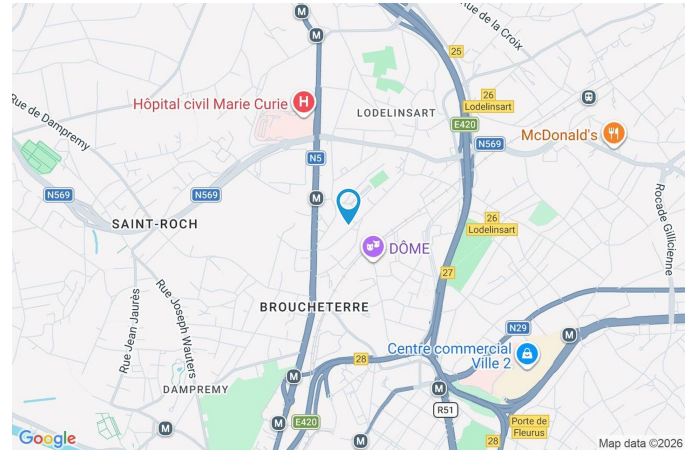 Rue de la Croix
M
M
25
Hôpital civil Marie Curie
H
LODELINSART
26
Lodelinsart
E420
McDonald's
Rue de Dampremy
N5
N569
N569
N569
M
SAINT-ROCH
26
Lodelinsart
Rocade Gillicienne
DÔME
27
Rue Joseph Wauters
BROUCHETERRE
Rue Jean Jaurès
N29
M
Centre commercial
Ville 2
28
M
DAMPREMY
M
R51
E420
Porte de
Fleurus
M
M
28
Google
Map data ©2026